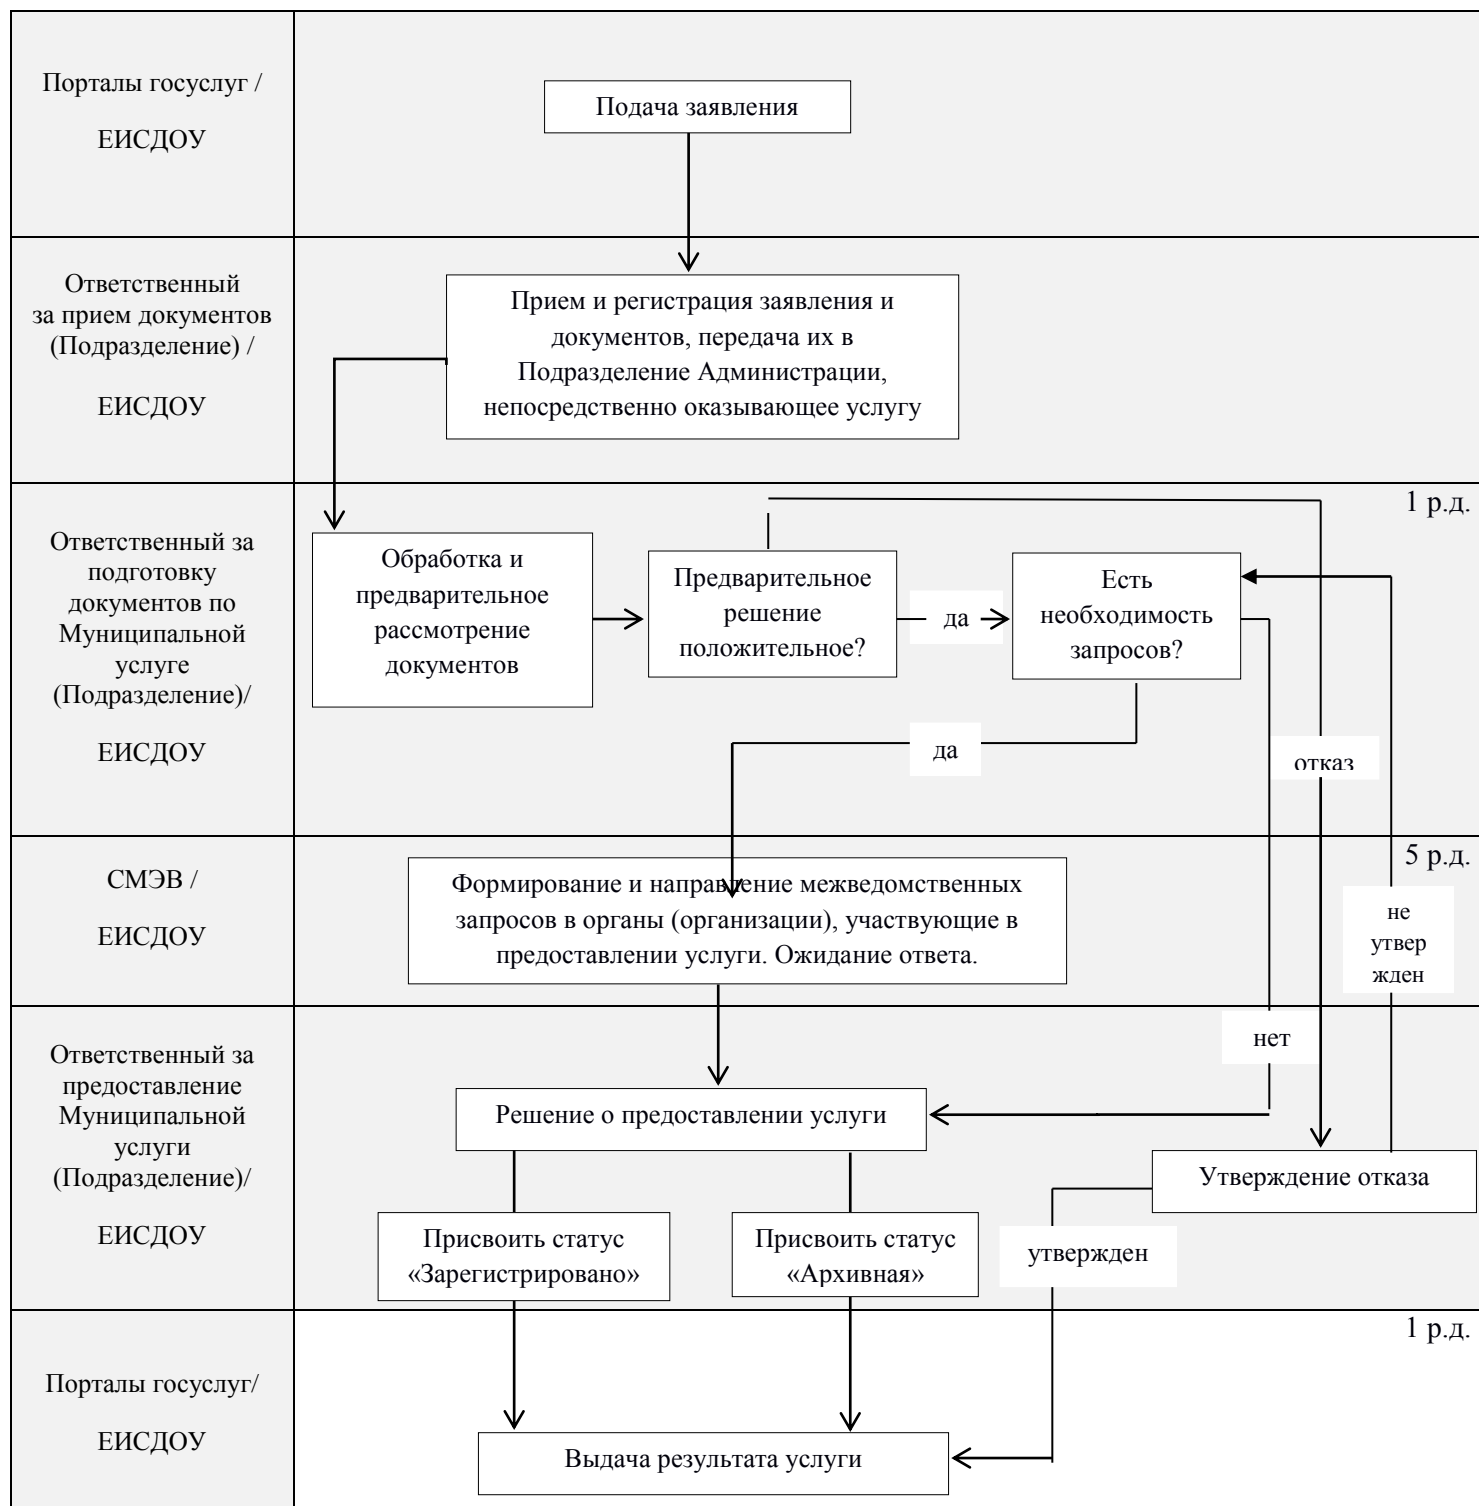 Порталы госуслуг /
ЕИСДОУ
Подача заявления
Ответственный
за прием документов
(Подразделение) /
ЕИСДОУ
Прием и регистрация заявления и
документов, передача их в
Подразделение Администрации,
непосредственно оказывающее услугу
1 р.д.
Ответственный за
подготовку
документов по
Муниципальной
услуге
(Подразделение)/
ЕИСДОУ
Обработка и
предварительное
рассмотрение
документов
Предварительное
решение
положительное?
да
Есть
необходимость
запросов?
да
отказ
5 р.д.
СМЭВ /
ЕИСДОУ
Формирование и направление межведомственных
запросов в органы (организации), участвующие в
предоставлении услуги. Ожидание ответа.
не
утвер
жден
Ответственный за
предоставление
Муниципальной
услуги
(Подразделение)/
ЕИСДОУ
нет
Решение о предоставлении услуги
Утверждение отказа
Присвоить статус
«Зарегистрировано»
Присвоить статус
«Архивная»
утвержден
1 р.д.
Порталы госуслуг/
ЕИСДОУ
Выдача результата услуги